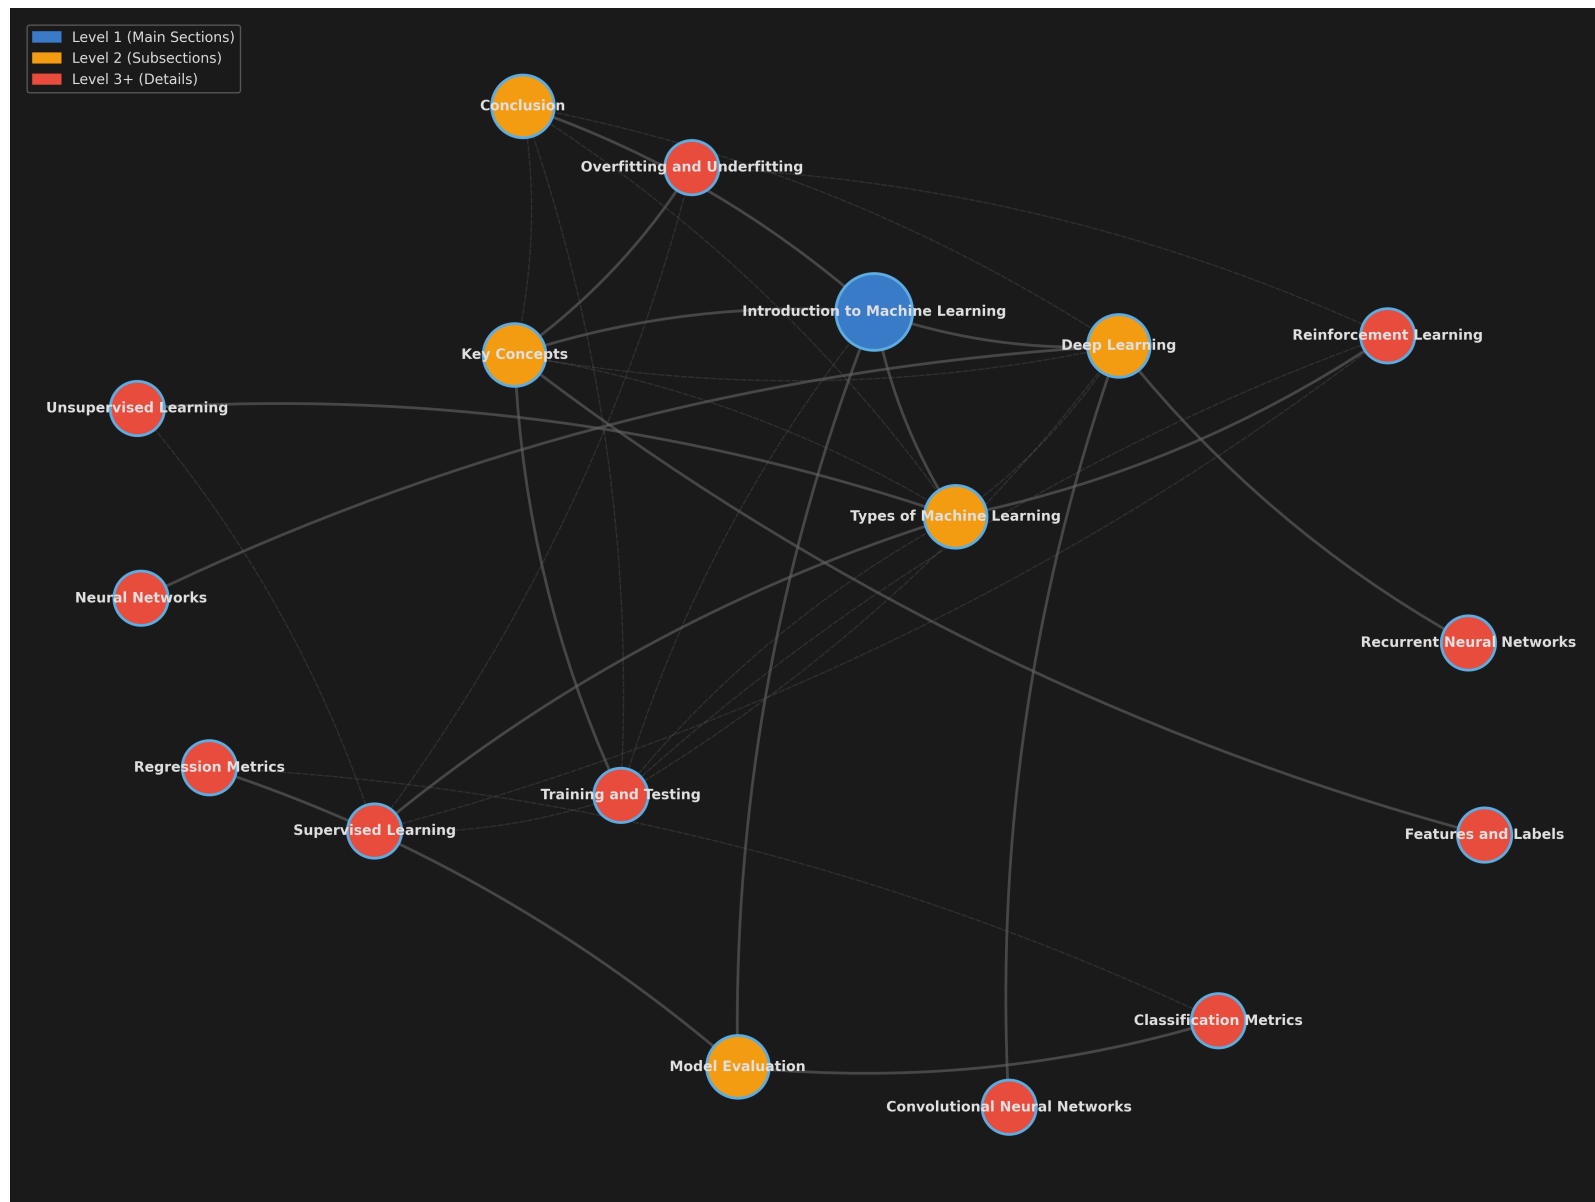 Level 1 (Main Sections)
Level 2 (Subsections)
Level 3+ (Details)
Conclusion
Overfitting and Underfitting
Introduction to Machine Learning
Reinforcement Learning
Deep Learning
Key Concepts
Unsupervised Learning
Types of Machine Learning
Neural Networks
Recurrent Neural Networks
Regression Metrics
Training and Testing
Supervised Learning
Features and Labels
Classification Metrics
Model Evaluation
Convolutional Neural Networks